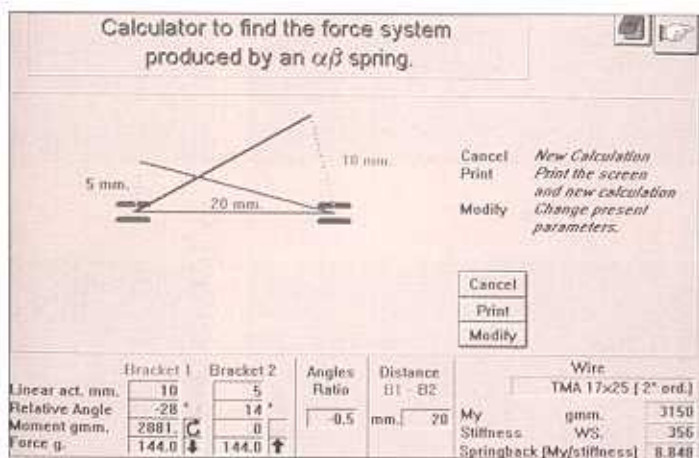 Calculator to find the force system
produced by an αβ spring.
10 mm.
5 mm.
20 mm.
Cancel New Calculation
Print Print the screen
and new calculation
Modify Change present
parameters.
Cancel
Print
Modify
Bracket 1 Bracket 2 Angles Distance Wire
Ratio B1 - B2 TMA 17x25 ( 2° ord.)
Linear act. mm. 10 5
Relative Angle -28 ° 14 ° -0.5 mm. 20 My gmm. 3150
Moment gmm. 2881. 0 Stiffness WS. 356
Force g. 144.0 144.0 Springback (My/stiffness) 8.848